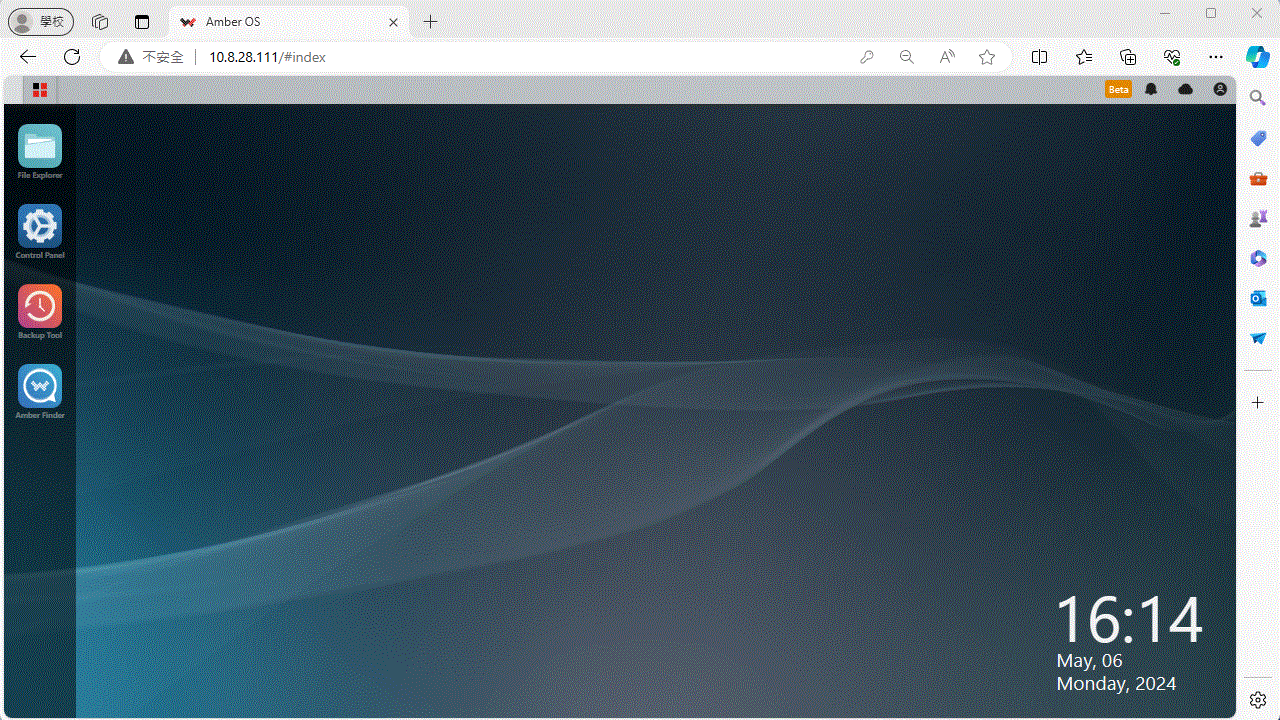 學校
Amber OS
不安全
10.8.28.111/#index
Beta
File Explorer
Control Panel
Backup Tool
Amber Finder
16:14
May, 06
Monday, 2024